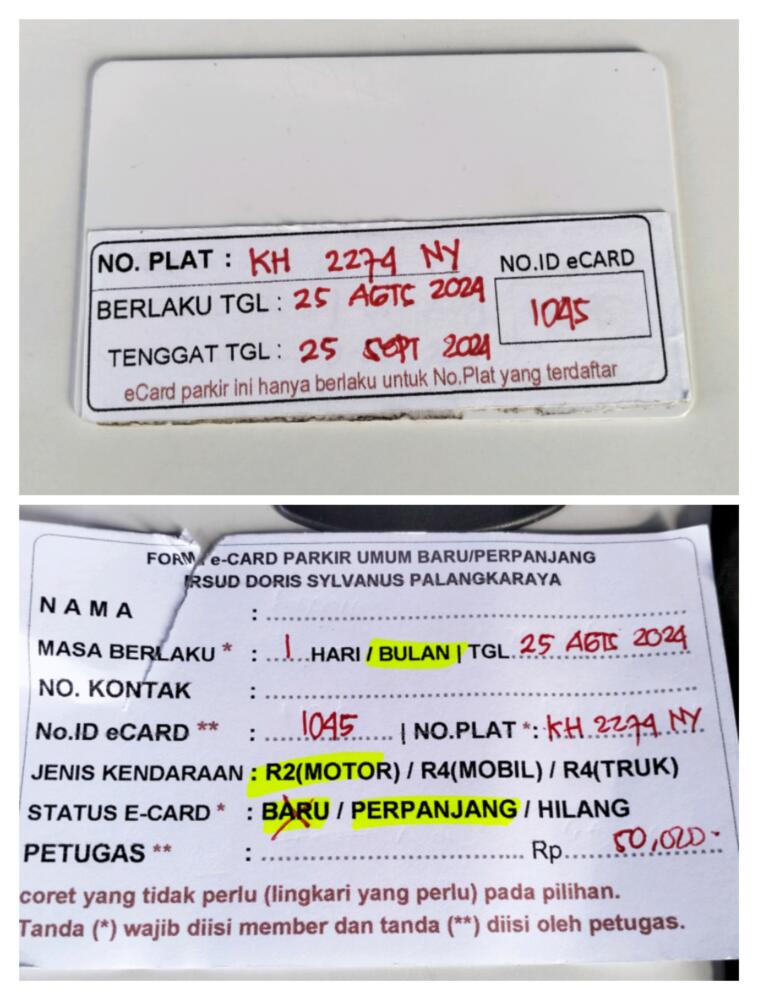 NO. PLAT : KH 2274 NY
NO.ID eCARD
BERLAKU TGL : 25 AGTS 2024
1045
TENGGAT TGL : 25 SEPT 2024
eCard parkir ini hanya berlaku untuk No.Plat yang terdaftar
FORM e-CARD PARKIR UMUM BARU/PERPANJANG
RSUD DORIS SYLVANUS PALANGKARAYA
NAMA :
MASA BERLAKU * : 1 HARI / BULAN | TGL 25 AGTS 2024
NO. KONTAK :
No.ID eCARD ** : 1045 | NO.PLAT *: KH 2274 NY
JENIS KENDARAAN : R2(MOTOR) / R4(MOBIL) / R4(TRUK)
STATUS E-CARD * : BARU / PERPANJANG / HILANG
PETUGAS ** : Rp. 50,020-
coret yang tidak perlu (lingkari yang perlu) pada pilihan.
Tanda (*) wajib diisi member dan tanda (**) diisi oleh petugas.